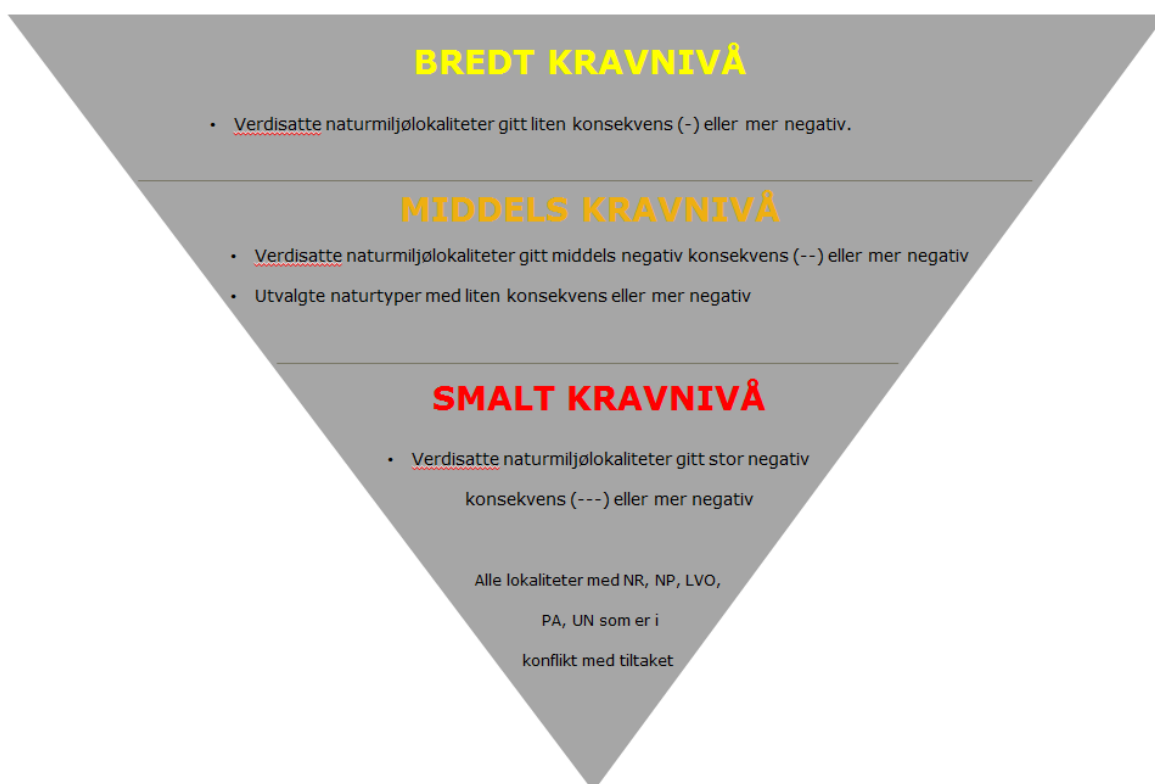 BREDT KRAVNIVÅ
• Verdisatte naturmiljølokaliteter gitt liten konsekvens (-) eller mer negativ.
MIDDELS KRAVNIVÅ
• Verdisatte naturmiljølokaliteter gitt middels negativ konsekvens (--) eller mer negativ
• Utvalgte naturtyper med liten konsekvens eller mer negativ
SMALT KRAVNIVÅ
• Verdisatte naturmiljølokaliteter gitt stor negativ
konsekvens (---) eller mer negativ
Alle lokaliteter med NR, NP, LVO,
PA, UN som er i
konflikt med tiltaket